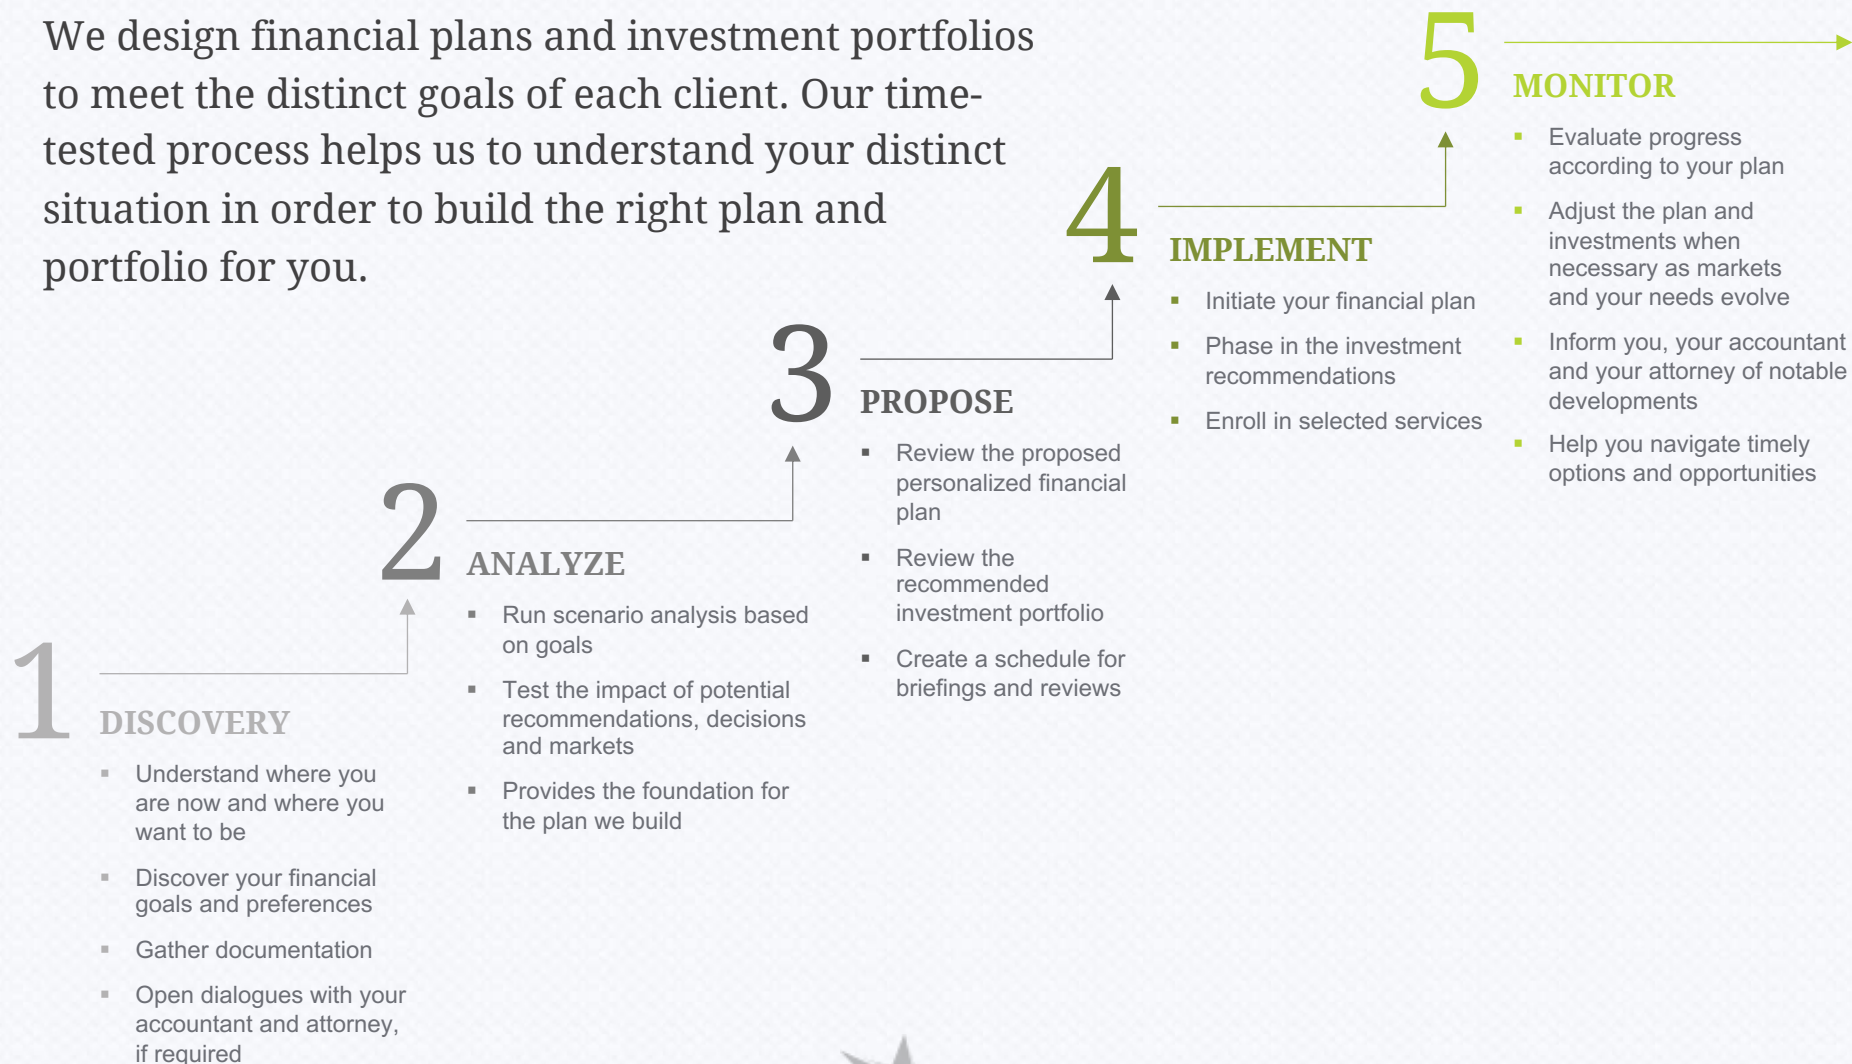 We design financial plans and investment portfolios
to meet the distinct goals of each client. Our time-
tested process helps us to understand your distinct
situation in order to build the right plan and
portfolio for you.
1
DISCOVERY
▪ Understand where you
are now and where you
want to be
▪ Discover your financial
goals and preferences
▪ Gather documentation
▪ Open dialogues with your
accountant and attorney,
if required
2
ANALYZE
▪ Run scenario analysis based
on goals
▪ Test the impact of potential
recommendations, decisions
and markets
▪ Provides the foundation for
the plan we build
3
PROPOSE
▪ Review the proposed
personalized financial
plan
▪ Review the
recommended
investment portfolio
▪ Create a schedule for
briefings and reviews
4
IMPLEMENT
▪ Initiate your financial plan
▪ Phase in the investment
recommendations
▪ Enroll in selected services
5
MONITOR
▪ Evaluate progress
according to your plan
▪ Adjust the plan and
investments when
necessary as markets
and your needs evolve
▪ Inform you, your accountant
and your attorney of notable
developments
▪ Help you navigate timely
options and opportunities